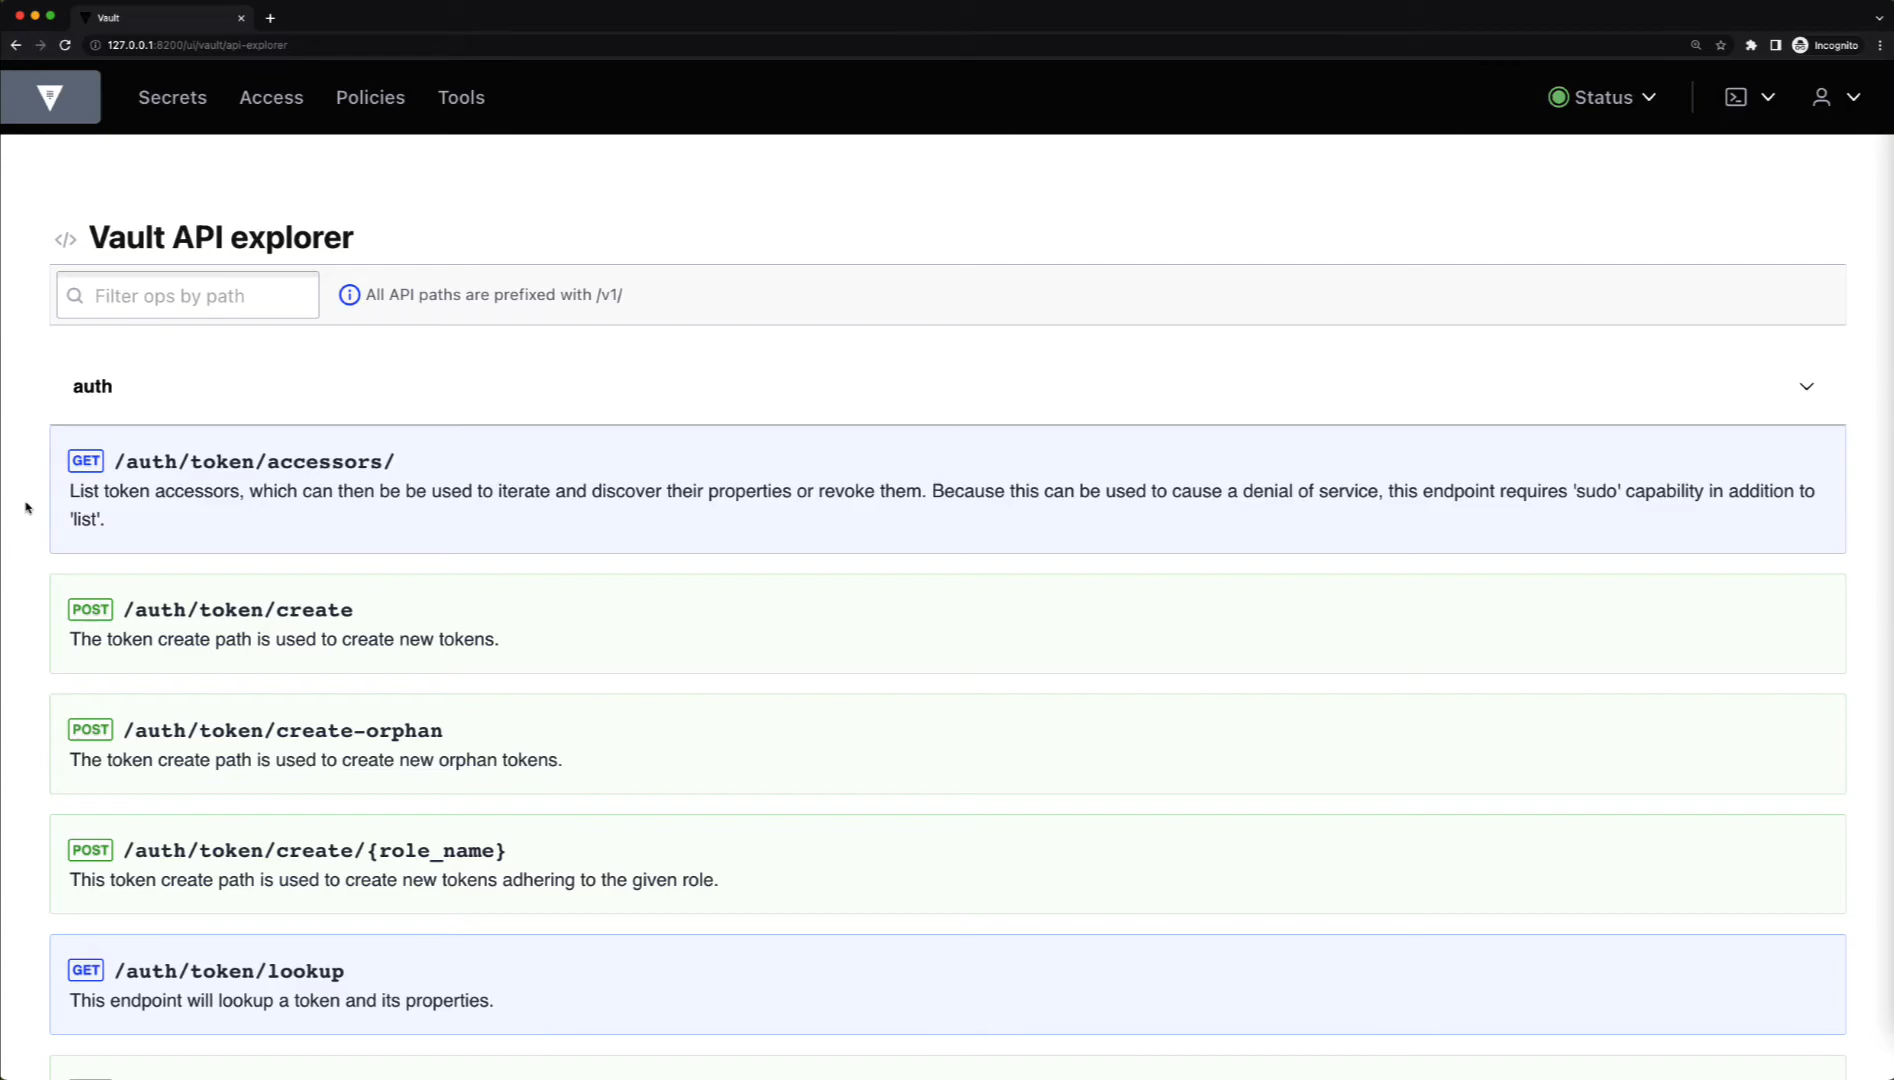 Vault
127.0.0.1:8200/ui/vault/api-explorer
Incognito
Secrets Access Policies Tools
Status
</> Vault API explorer
Filter ops by path
All API paths are prefixed with /v1/
auth
GET /auth/token/accessors/
List token accessors, which can then be be used to iterate and discover their properties or revoke them. Because this can be used to cause a denial of service, this endpoint requires 'sudo' capability in addition to
'list'.
POST /auth/token/create
The token create path is used to create new tokens.
POST /auth/token/create-orphan
The token create path is used to create new orphan tokens.
POST /auth/token/create/{role_name}
This token create path is used to create new tokens adhering to the given role.
GET /auth/token/lookup
This endpoint will lookup a token and its properties.